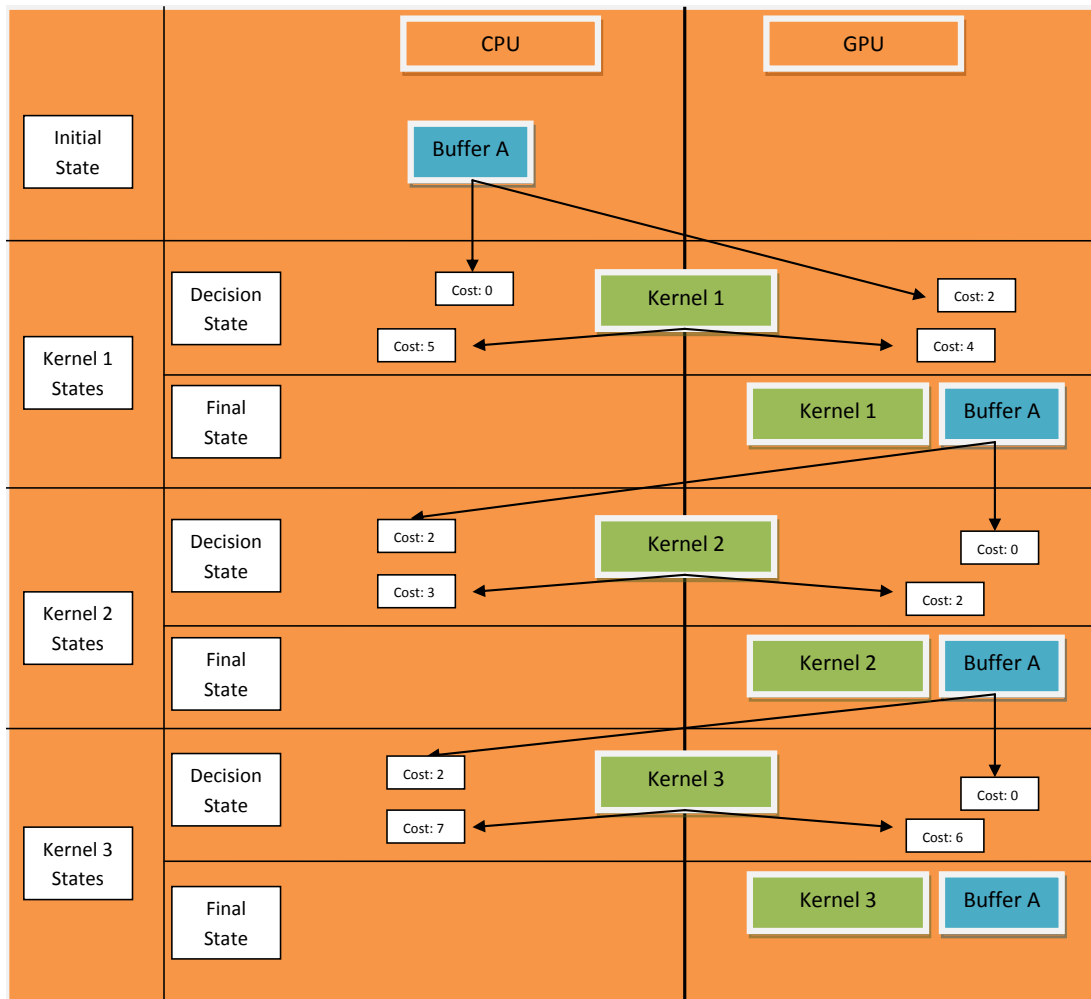 CPU
GPU
Initial
State
Buffer A
Kernel 1
States
Decision
State
Cost: 0
Kernel 1
Cost: 2
Cost: 5
Cost: 4
Final
State
Kernel 1
Buffer A
Kernel 2
States
Decision
State
Cost: 2
Kernel 2
Cost: 0
Cost: 3
Cost: 2
Final
State
Kernel 2
Buffer A
Kernel 3
States
Decision
State
Cost: 2
Kernel 3
Cost: 0
Cost: 7
Cost: 6
Final
State
Kernel 3
Buffer A